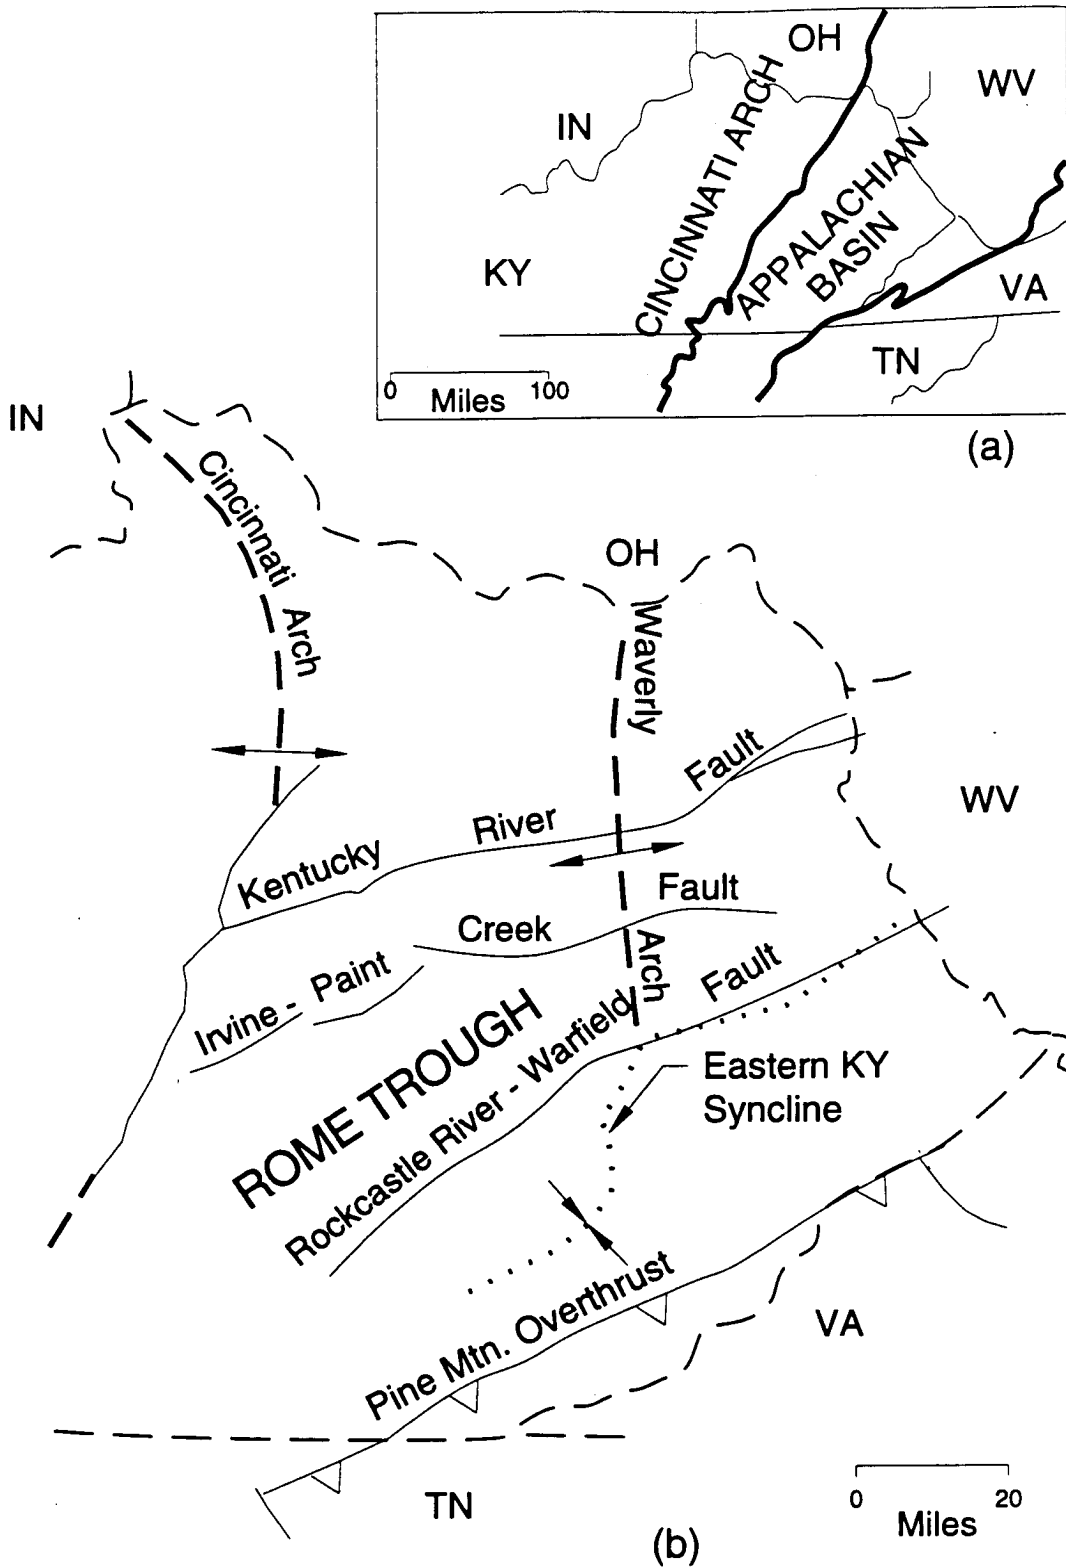 OH
WV
IN
CINCINNATI ARCH
APPALACHIAN
BASIN
KY
VA
TN
0 100
Miles
(a)
IN
Cincinnati Arch
OH
Waverly Arch
WV
Kentucky River Fault
Irvine - Paint Creek Fault
ROME TROUGH
Rockcastle River - Warfield Fault
Eastern KY
Syncline
Pine Mtn. Overthrust
VA
TN
0 20
Miles
(b)